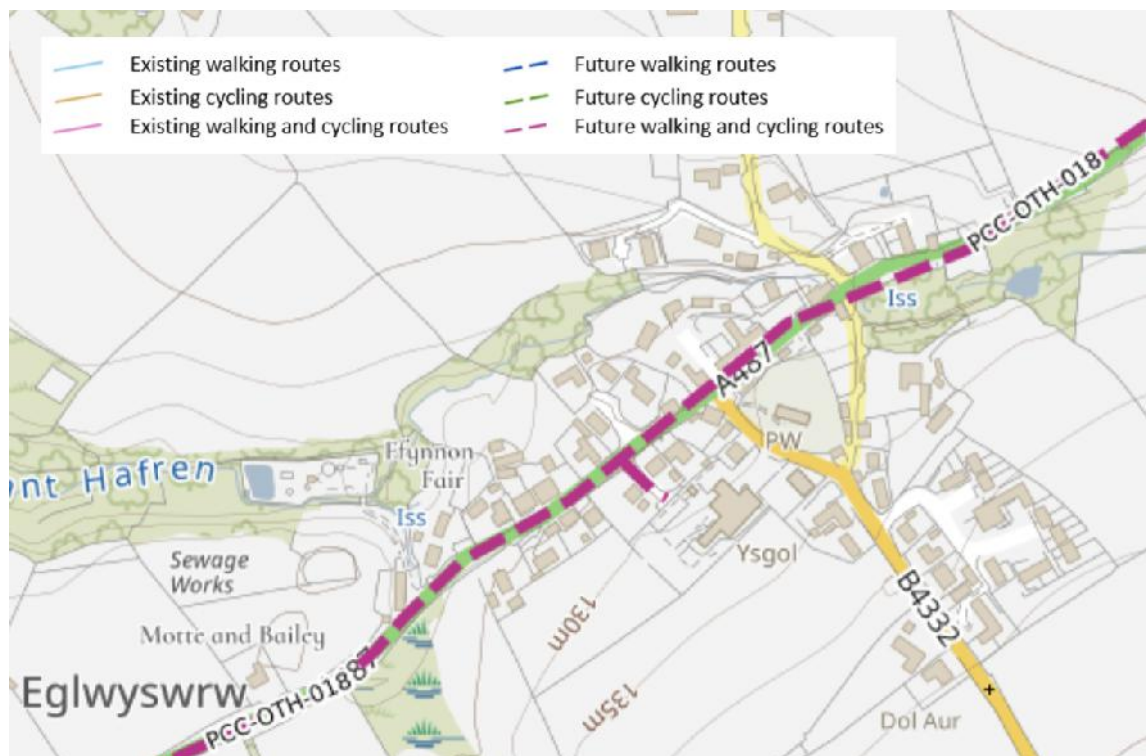 Existing walking routes
Future walking routes
Existing cycling routes
Future cycling routes
Existing walking and cycling routes
Future walking and cycling routes
PCC-OTH-018
Iss
A487
PW
Ffynnon
Fair
nt Hafren
Iss
Ysgol
Sewage
Works
130m
B4332
Motte and Bailey
Eglwyswrw
PCC-OTH-018
87
135m
Dol Aur